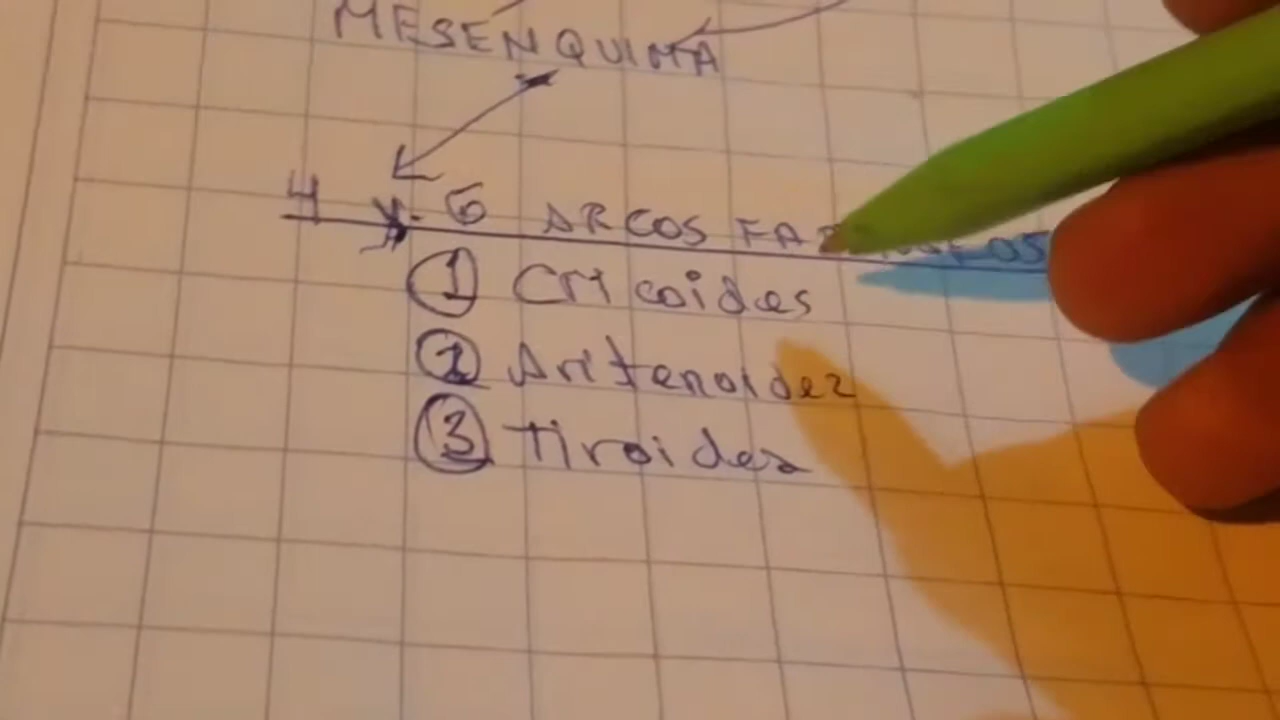 MESENQUIMA
4 y. 6 ARCOS
① Cricoides
② Aritenoidez
③ Tiroides